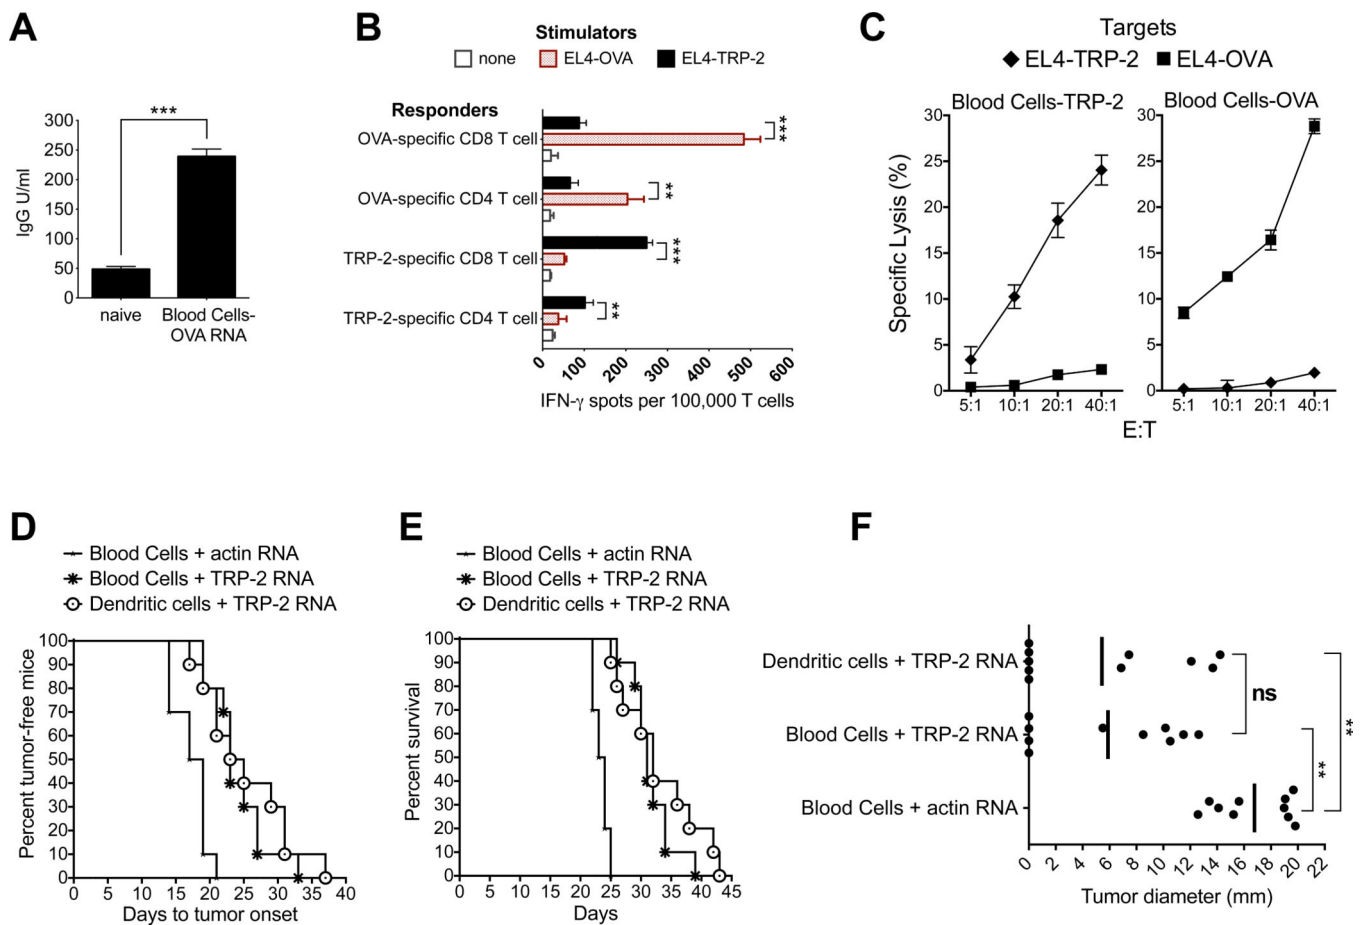 A
***
IgG U/ml
300
250
200
150
100
50
0
naive
Blood Cells-
OVA RNA
B
Stimulators
none EL4-OVA EL4-TRP-2
Responders
OVA-specific CD8 T cell
***
OVA-specific CD4 T cell
**
TRP-2-specific CD8 T cell
***
TRP-2-specific CD4 T cell
**
0 100 200 300 400 500 600
IFN-γ spots per 100,000 T cells
C
Targets
EL4-TRP-2 EL4-OVA
Blood Cells-TRP-2
Blood Cells-OVA
Specific Lysis (%)
30
25
20
15
10
5
0
5:1 10:1 20:1 40:1
30
25
20
15
10
5
0
5:1 10:1 20:1 40:1
E:T
D
Blood Cells + actin RNA
Blood Cells + TRP-2 RNA
Dendritic cells + TRP-2 RNA
Percent tumor-free mice
100
90
80
70
60
50
40
30
20
10
0
0 5 10 15 20 25 30 35 40
Days to tumor onset
E
Blood Cells + actin RNA
Blood Cells + TRP-2 RNA
Dendritic cells + TRP-2 RNA
Percent survival
100
90
80
70
60
50
40
30
20
10
0
0 5 10 15 20 25 30 35 40 45
Days
F
Dendritic cells + TRP-2 RNA
Blood Cells + TRP-2 RNA
Blood Cells + actin RNA
ns
**
**
0 2 4 6 8 10 12 14 16 18 20 22
Tumor diameter (mm)